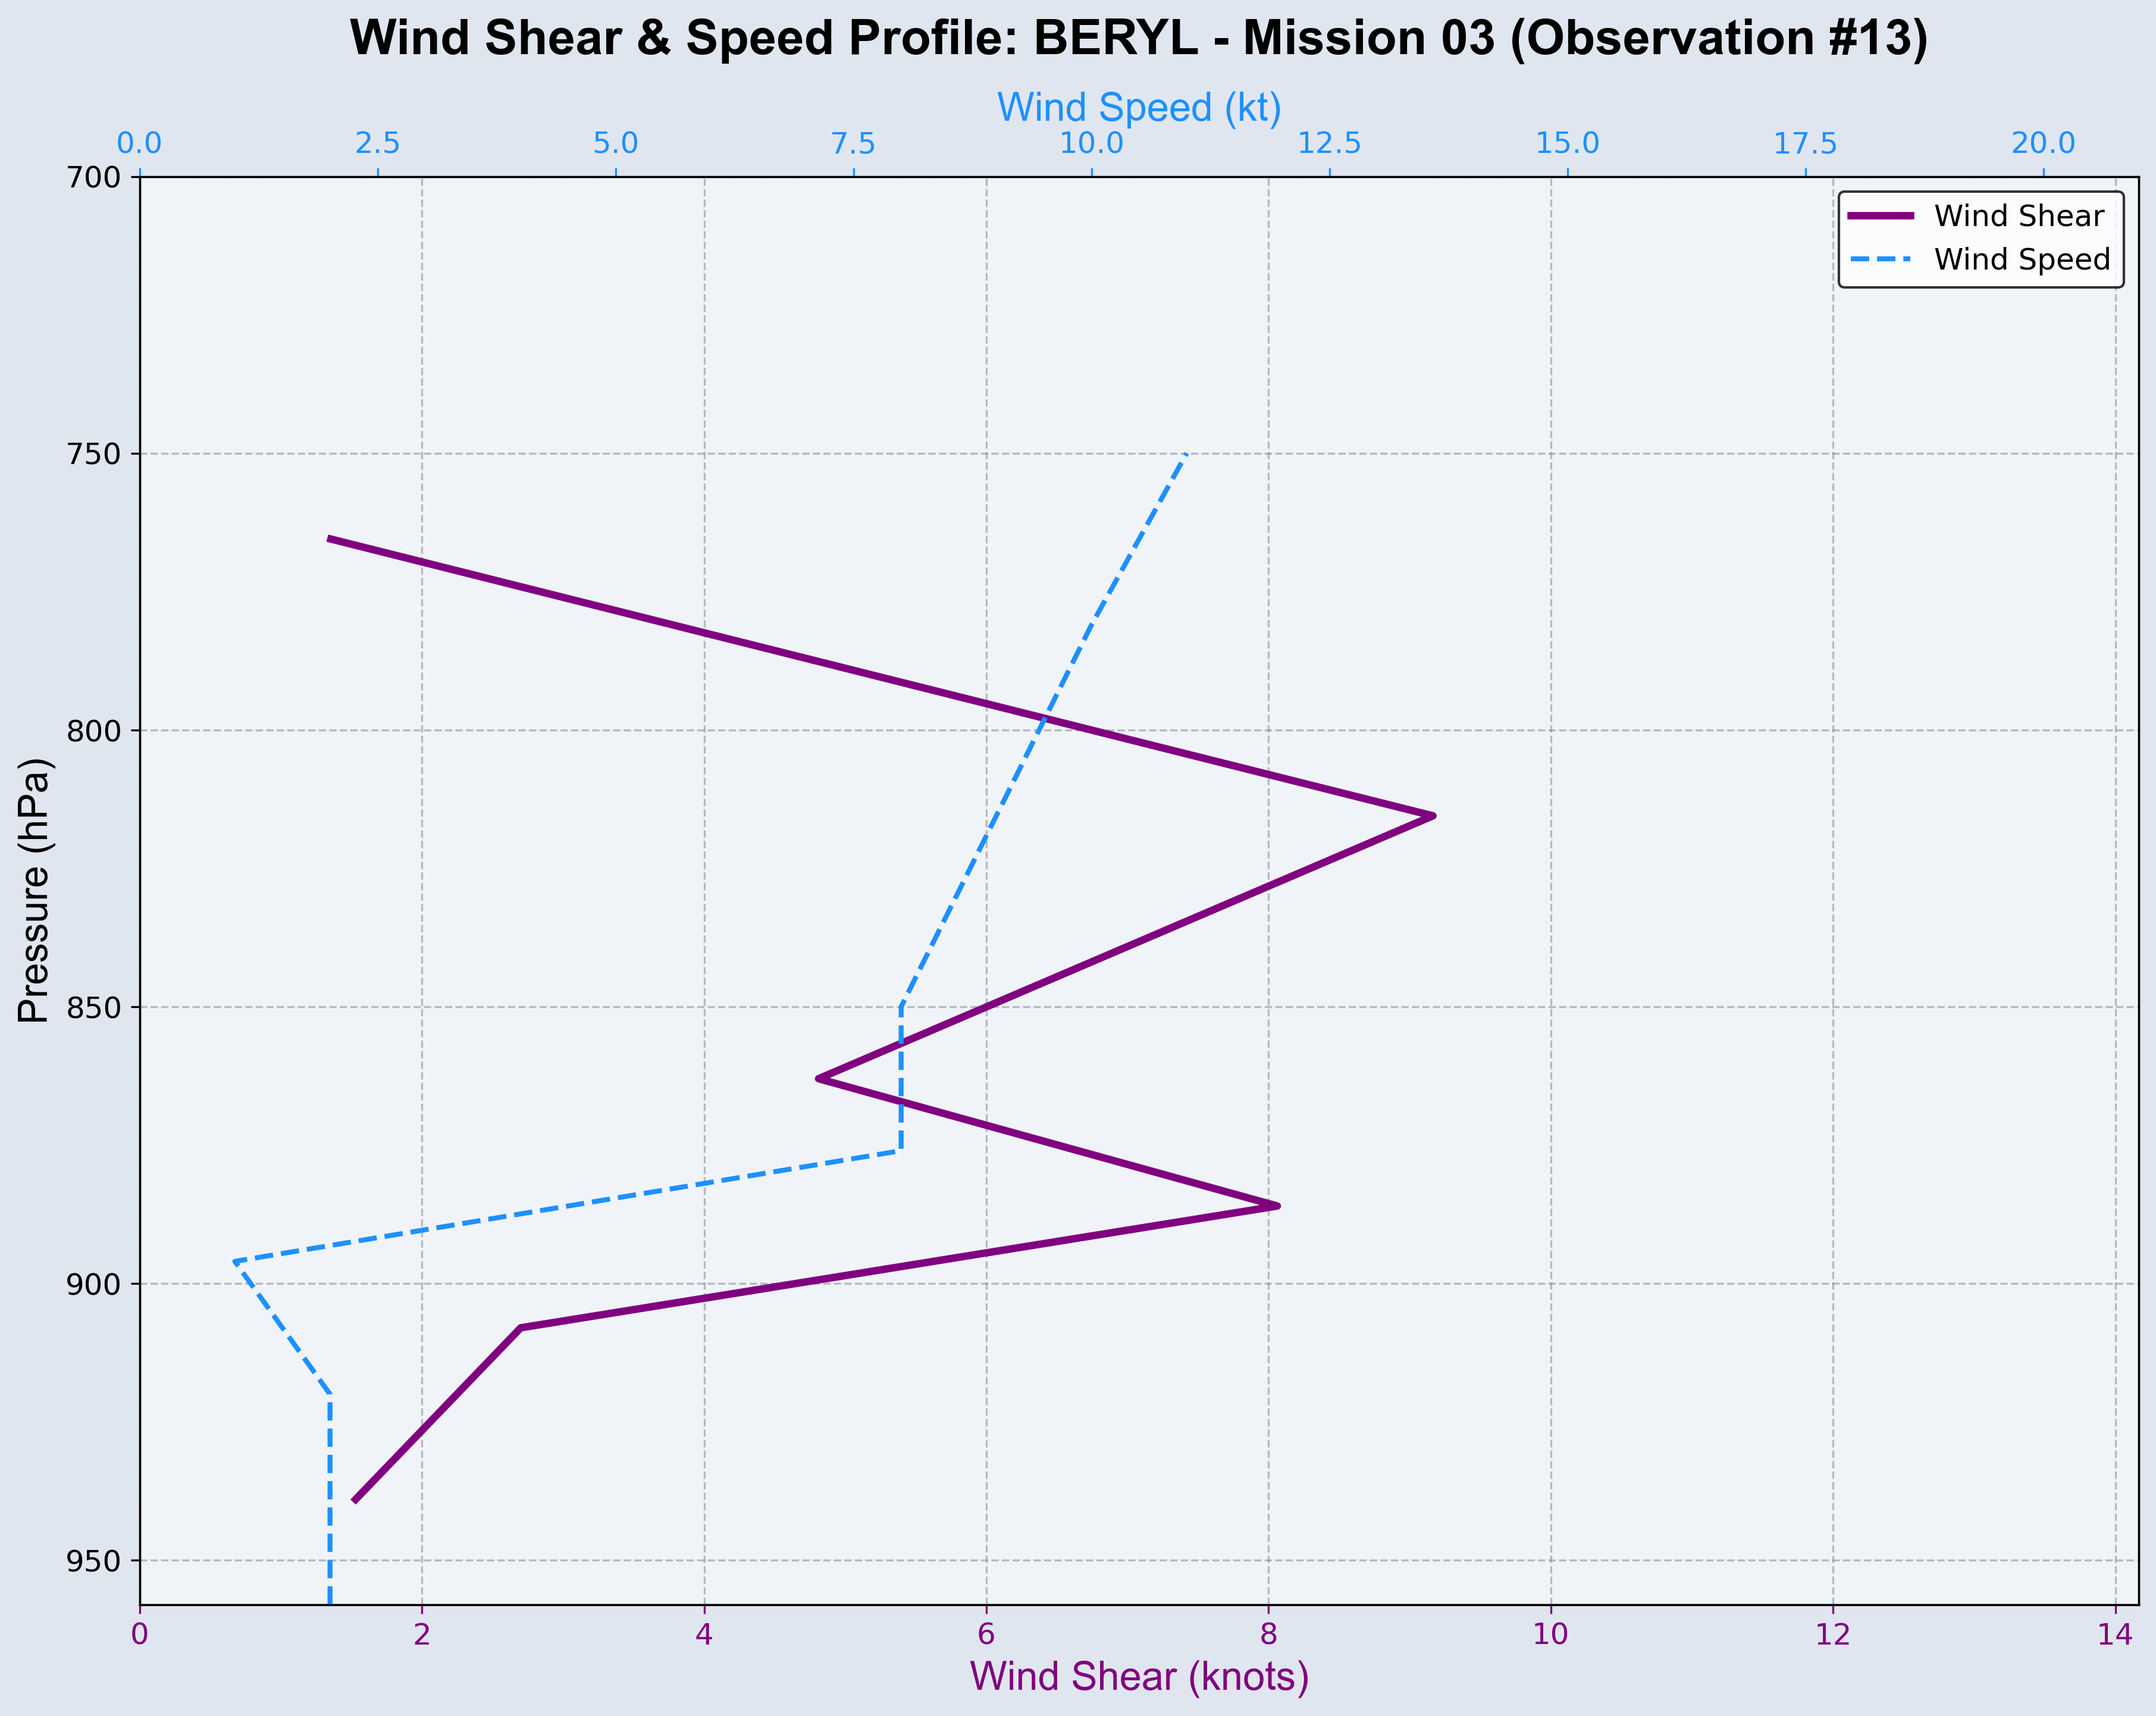 Wind Shear & Speed Profile: BERYL - Mission 03 (Observation #13)
Wind Speed (kt)
0.0 2.5 5.0 7.5 10.0 12.5 15.0 17.5 20.0
Wind Shear
Wind Speed
Pressure (hPa)
700
750
800
850
900
950
0 2 4 6 8 10 12 14
Wind Shear (knots)